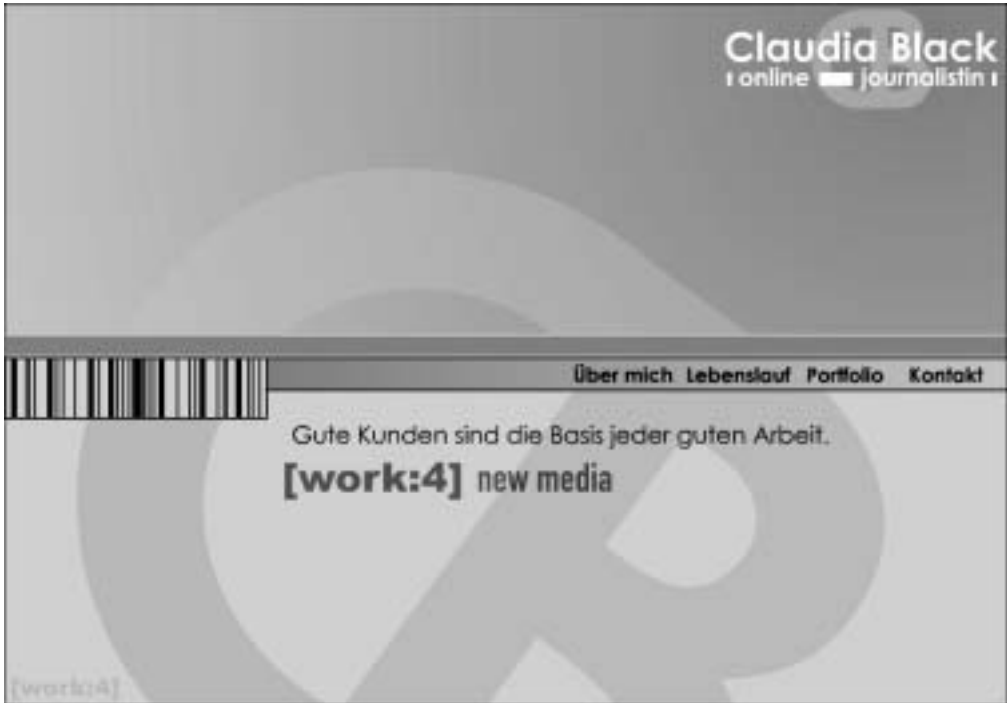 Claudia Black
online journalistin
Über mich Lebenslauf Portfolio Kontakt
Gute Kunden sind die Basis jeder guten Arbeit.
[work:4] new media
[work:4]